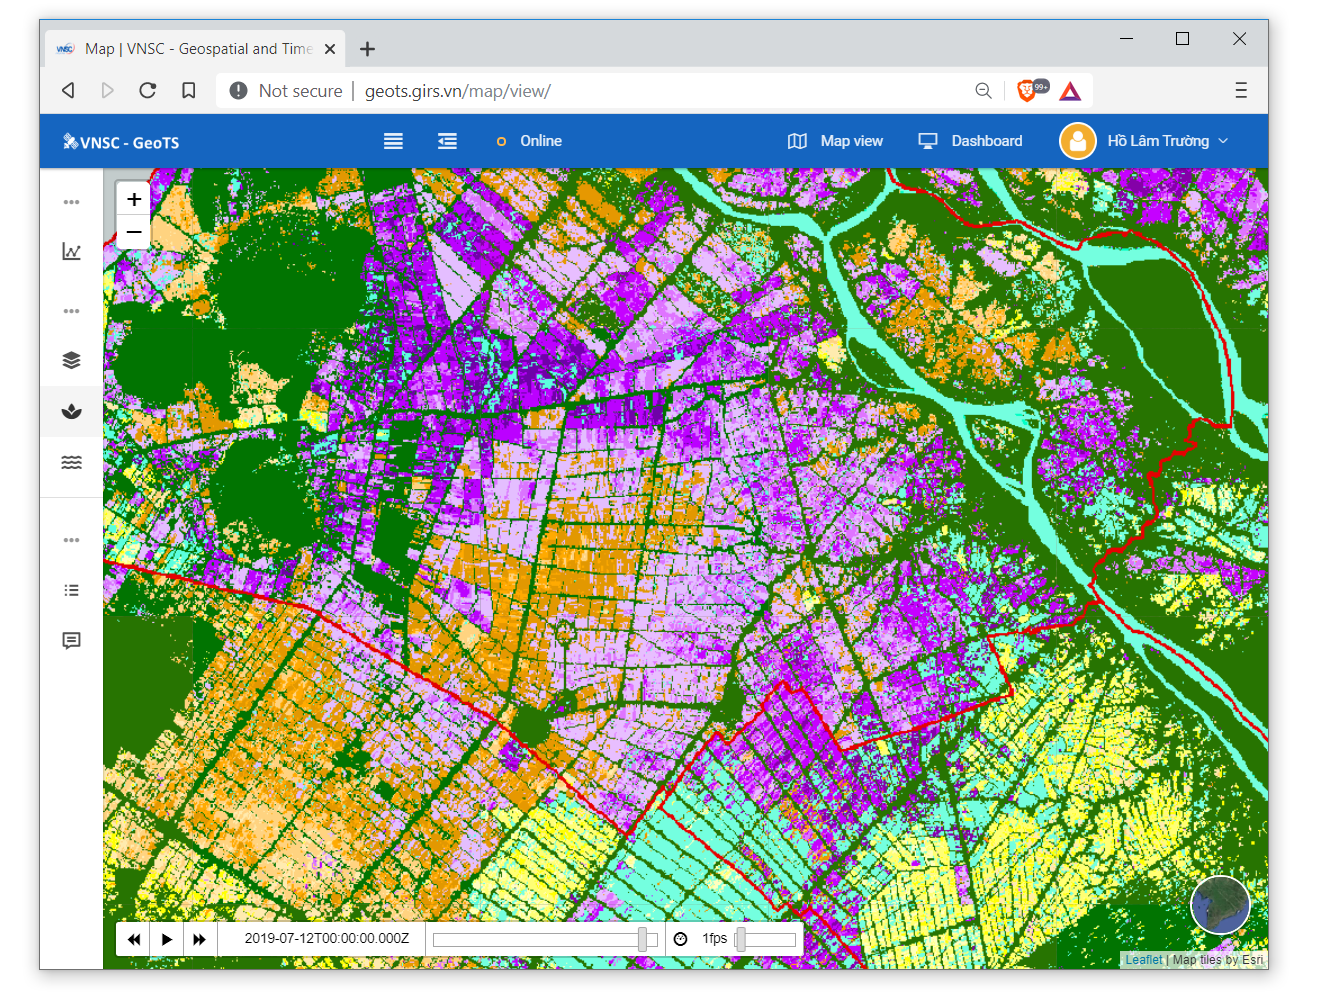 Map | VNSC - Geospatial and Time
Not secure | geots.girs.vn/map/view/
99+
VNSC - GeoTS
Online
Map view
Dashboard
Hồ Lâm Trường
+
−
2019-07-12T00:00:00.000Z
1fps
Leaflet | Map tiles by Esri